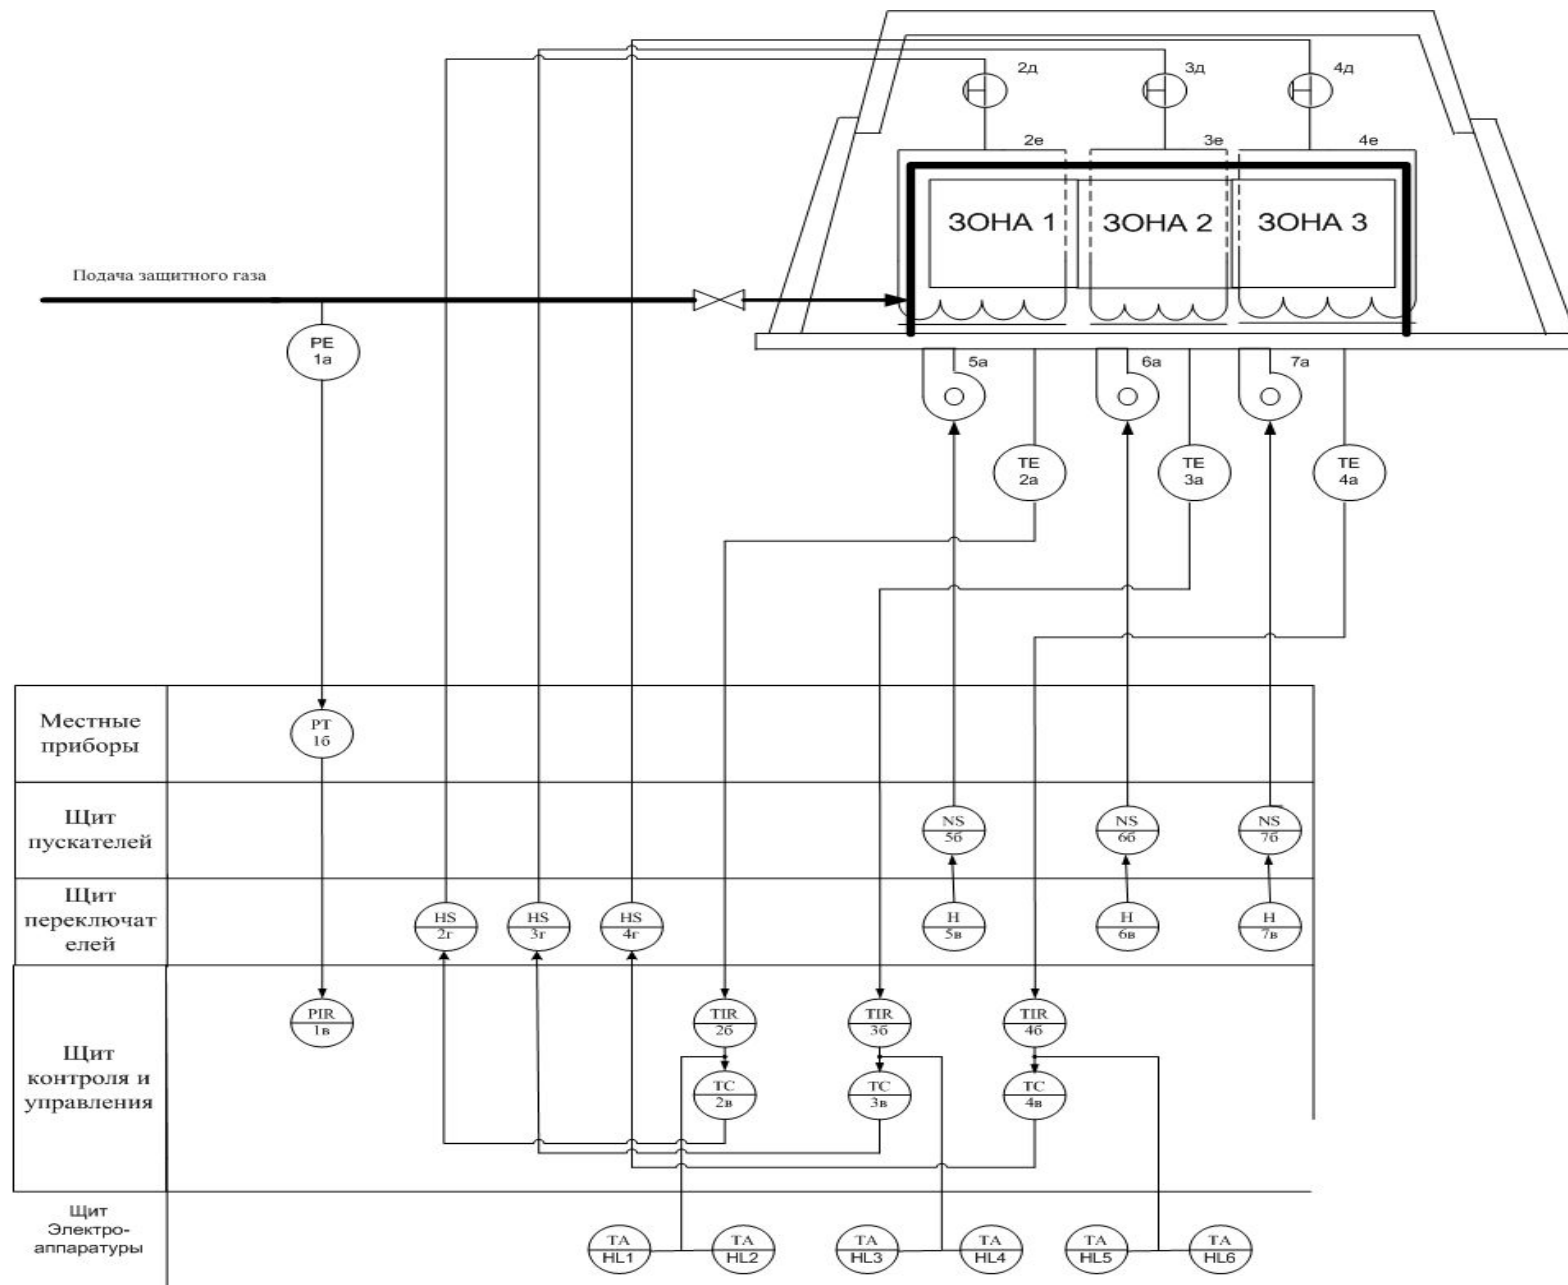 2д
3д
4д
2е
3е
4е
ЗОНА 1
ЗОНА 2
ЗОНА 3
Подача защитного газа
PE
1а
5а
6а
7а
TE
2а
TE
3а
TE
4а
Местные
приборы
PT
1б
Щит
пускателей
NS
5б
NS
6б
NS
7б
Щит
переключат
елей
HS
2г
HS
3г
HS
4г
H
5в
H
6в
H
7в
Щит
контроля и
управления
PIR
1в
TIR
2б
TIR
3б
TIR
4б
TC
2в
TC
3в
TC
4в
Щит
Электро-
аппаратуры
TA
HL1
TA
HL2
TA
HL3
TA
HL4
TA
HL5
TA
HL6